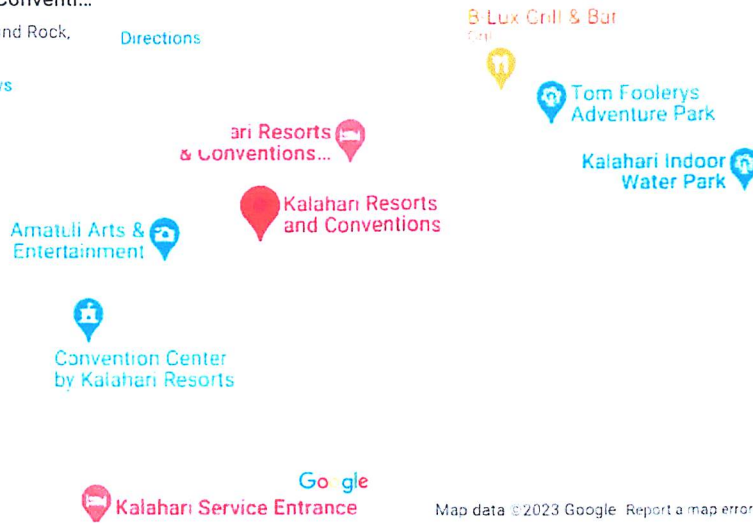 Conventi...
nd Rock,
Directions
B-Lux Grill & Bar
Grill
Tom Foolerys
Adventure Park
ari Resorts
& Conventions...
Kalahari Indoor
Water Park
Kalahari Resorts
and Conventions
Amatuli Arts &
Entertainment
Convention Center
by Kalahari Resorts
Google
Kalahari Service Entrance
Map data ©2023 Google Report a map error